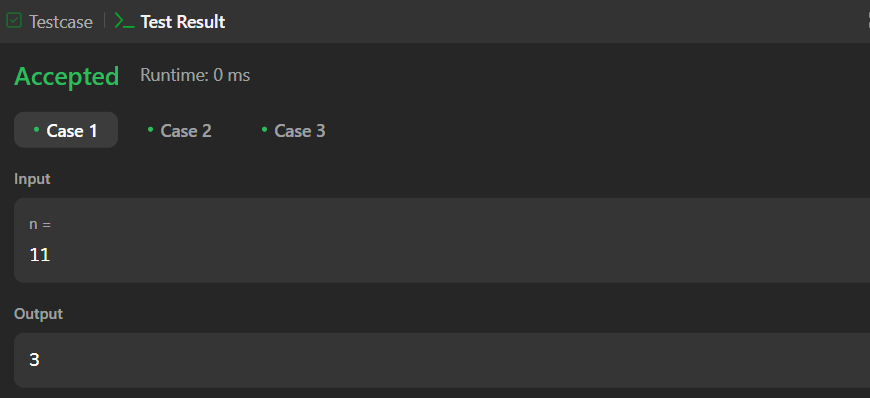 Testcase Test Result
Accepted Runtime: 0 ms
Case 1 Case 2 Case 3
Input
n =
11
Output
3